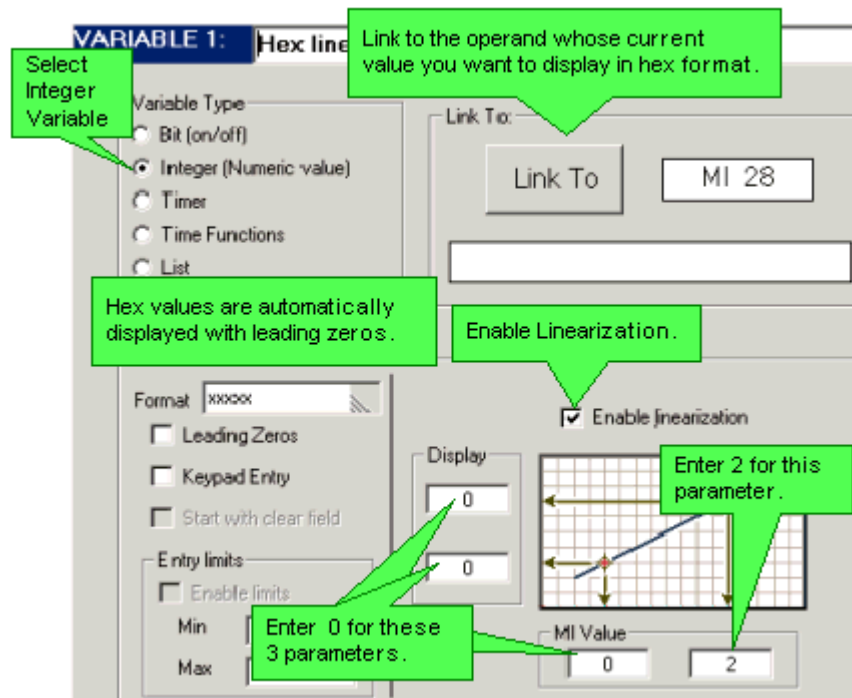 VARIABLE 1:
Hex line
Select
Integer
Variable
Link to the operand whose current
value you want to display in hex format.
Variable Type
Bit (on/off)
Integer (Numeric value)
Timer
Time Functions
List
Link To:
Link To
MI 28
Hex values are automatically
displayed with leading zeros.
Enable Linearization.
Format
xxxxx
Leading Zeros
Keypad Entry
Start with clear field
Entry limits
Enable limits
Min
Max
Enable linearization
Display
0
0
Enter 2 for this
parameter.
Enter 0 for these
3 parameters.
MI Value
0
2